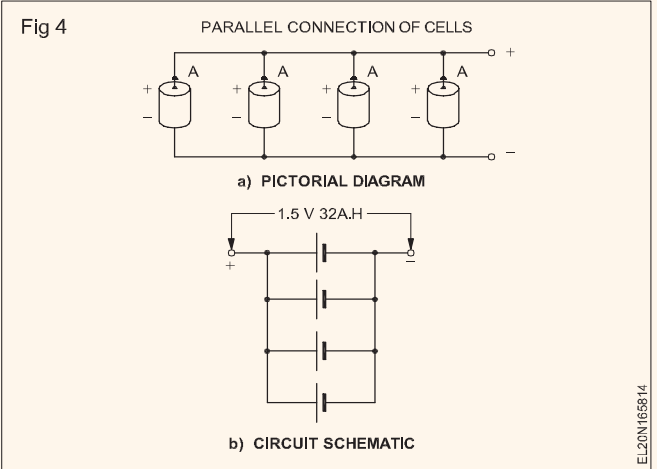 Fig 4
PARALLEL CONNECTION OF CELLS
+
A A A A
+ + + +
– – – –
–
a) PICTORIAL DIAGRAM
1.5 V 32A.H
+ –
b) CIRCUIT SCHEMATIC
EL20N165814